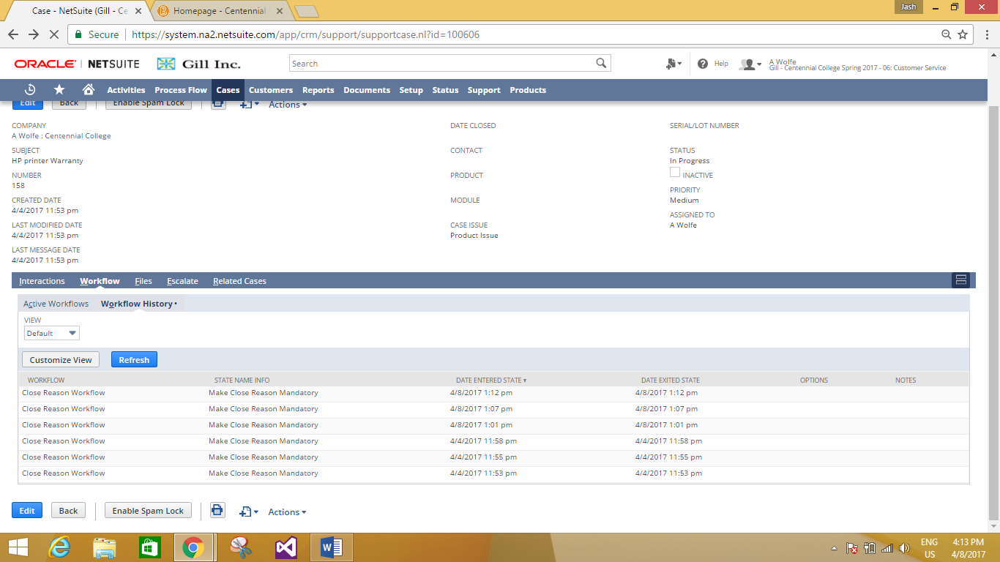 Case - NetSuite (Gill - Ce
Homepage - Centennial
Jash
Secure https://system.na2.netsuite.com/app/crm/support/supportcase.nl?id=100606
ORACLE NETSUITE Gill Inc. Search Help A Wolfe
Gill - Centennial College Spring 2017 - 06: Customer Service
Activities Process Flow Cases Customers Reports Documents Setup Status Support Products
Edit Back Enable Spam Lock Actions
COMPANY
A Wolfe : Centennial College
SUBJECT
HP printer Warranty
NUMBER
158
CREATED DATE
4/4/2017 11:53 pm
LAST MODIFIED DATE
4/4/2017 11:53 pm
LAST MESSAGE DATE
4/4/2017 11:53 pm
DATE CLOSED
CONTACT
PRODUCT
MODULE
CASE ISSUE
Product Issue
SERIAL/LOT NUMBER
STATUS
In Progress
INACTIVE
PRIORITY
Medium
ASSIGNED TO
A Wolfe
Interactions Workflow Files Escalate Related Cases
Active Workflows Workflow History •
VIEW
Default
Customize View Refresh
WORKFLOW STATE NAME INFO DATE ENTERED STATE DATE EXITED STATE OPTIONS NOTES
Close Reason Workflow Make Close Reason Mandatory 4/8/2017 1:12 pm 4/8/2017 1:12 pm
Close Reason Workflow Make Close Reason Mandatory 4/8/2017 1:07 pm 4/8/2017 1:07 pm
Close Reason Workflow Make Close Reason Mandatory 4/8/2017 1:01 pm 4/8/2017 1:01 pm
Close Reason Workflow Make Close Reason Mandatory 4/4/2017 11:58 pm 4/4/2017 11:58 pm
Close Reason Workflow Make Close Reason Mandatory 4/4/2017 11:55 pm 4/4/2017 11:55 pm
Close Reason Workflow Make Close Reason Mandatory 4/4/2017 11:53 pm 4/4/2017 11:53 pm
Edit Back Enable Spam Lock Actions
ENG 4:13 PM
US 4/8/2017